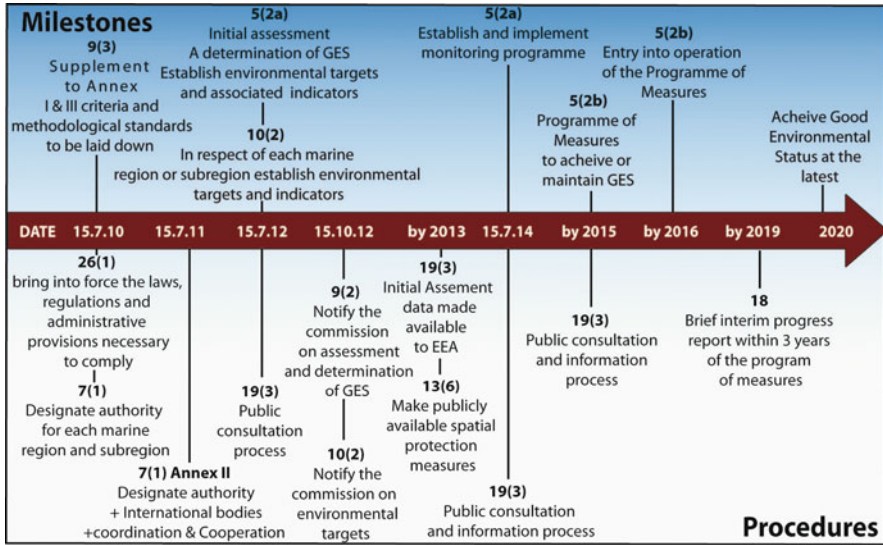 Milestones
9(3)
Supplement
to Annex
I & III criteria and
methodological standards
to be laid down
5(2a)
Initial assessment
A determination of GES
Establish environmental targets
and associated indicators
10(2)
In respect of each marine
region or subregion establish environmental
targets and indicators
5(2a)
Establish and implement
monitoring programme
5(2b)
Programme of
Measures
to acheive or
maintain GES
5(2b)
Entry into operation
of the Programme of
Measures
Acheive Good
Environmental
Status at the
latest
DATE 15.7.10 15.7.11 15.7.12 15.10.12 by 2013 15.7.14 by 2015 by 2016 by 2019 2020
26(1)
bring into force the laws,
regulations and
administrative
provisions necessary
to comply
7(1)
Designate authority
for each marine
region and subregion
7(1) Annex II
Designate authority
+ International bodies
+coordination & Cooperation
19(3)
Public
consultation
process
9(2)
Notify the
commission
on assessment
and determination
of GES
10(2)
Notify the
commission on
environmental
targets
19(3)
Initial Assement
data made
available
to EEA
13(6)
Make publicly
available spatial
protection
measures
19(3)
Public consultation
and information process
19(3)
Public consultation
and information
process
18
Brief interim progress
report within 3 years
of the program
of measures
Procedures